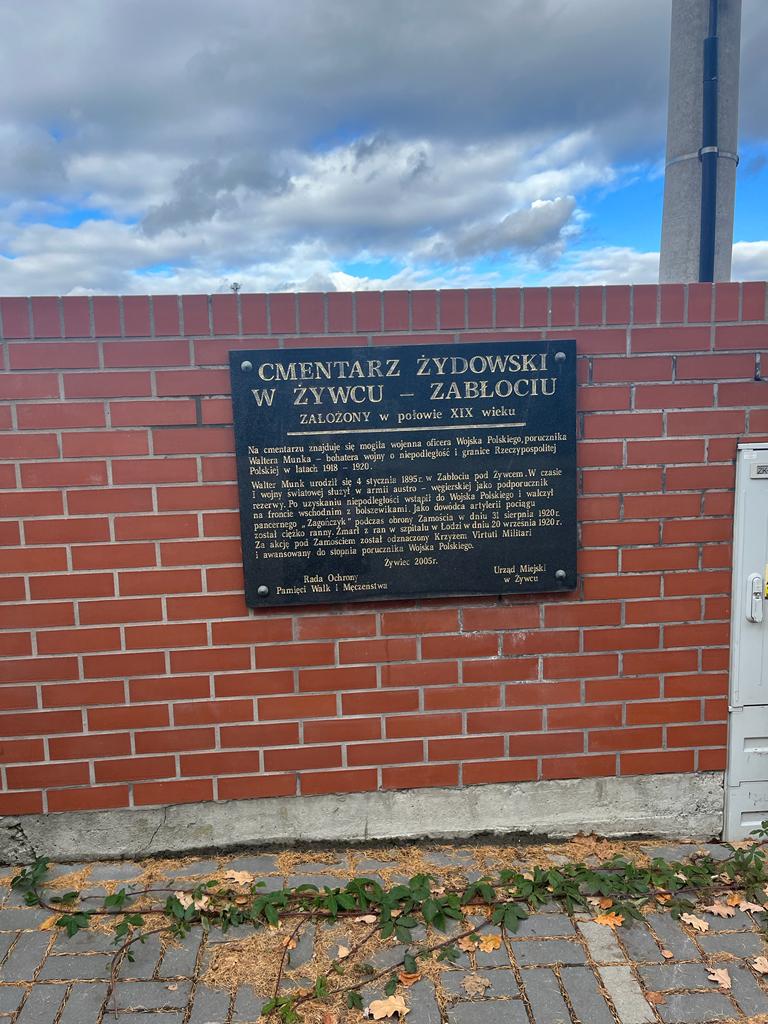 CMENTARZ ŻYDOWSKI
W ŻYWCU – ZABŁOCIU
ZAŁOŻONY w połowie XIX wieku
Na cmentarzu znajduje się mogiła wojenna oficera Wojska Polskiego, porucznika
Waltera Munka – bohatera wojny o niepodległość i granice Rzeczypospolitej
Polskiej w latach 1918 – 1920.
Walter Munk urodził się 4 stycznia 1895r. w Zabłociu pod Żywcem. W czasie
I wojny światowej służył w armii austro – węgierskiej jako podporucznik
rezerwy. Po uzyskaniu niepodległości wstąpił do Wojska Polskiego i walczył
na froncie wschodnim z bolszewikami. Jako dowódca artylerii pociągu
pancernego „Zagończyk" podczas obrony Zamościa w dniu 31 sierpnia 1920r.
został ciężko ranny. Zmarł z ran w szpitalu w Łodzi w dniu 20 września 1920r.
Za akcję pod Zamościem został odznaczony Krzyżem Virtuti Militari
i awansowany do stopnia porucznika Wojska Polskiego.
Żywiec 2005r.
Rada Ochrony
Pamięci Walk i Męczeństwa
Urząd Miejski
w Żywcu